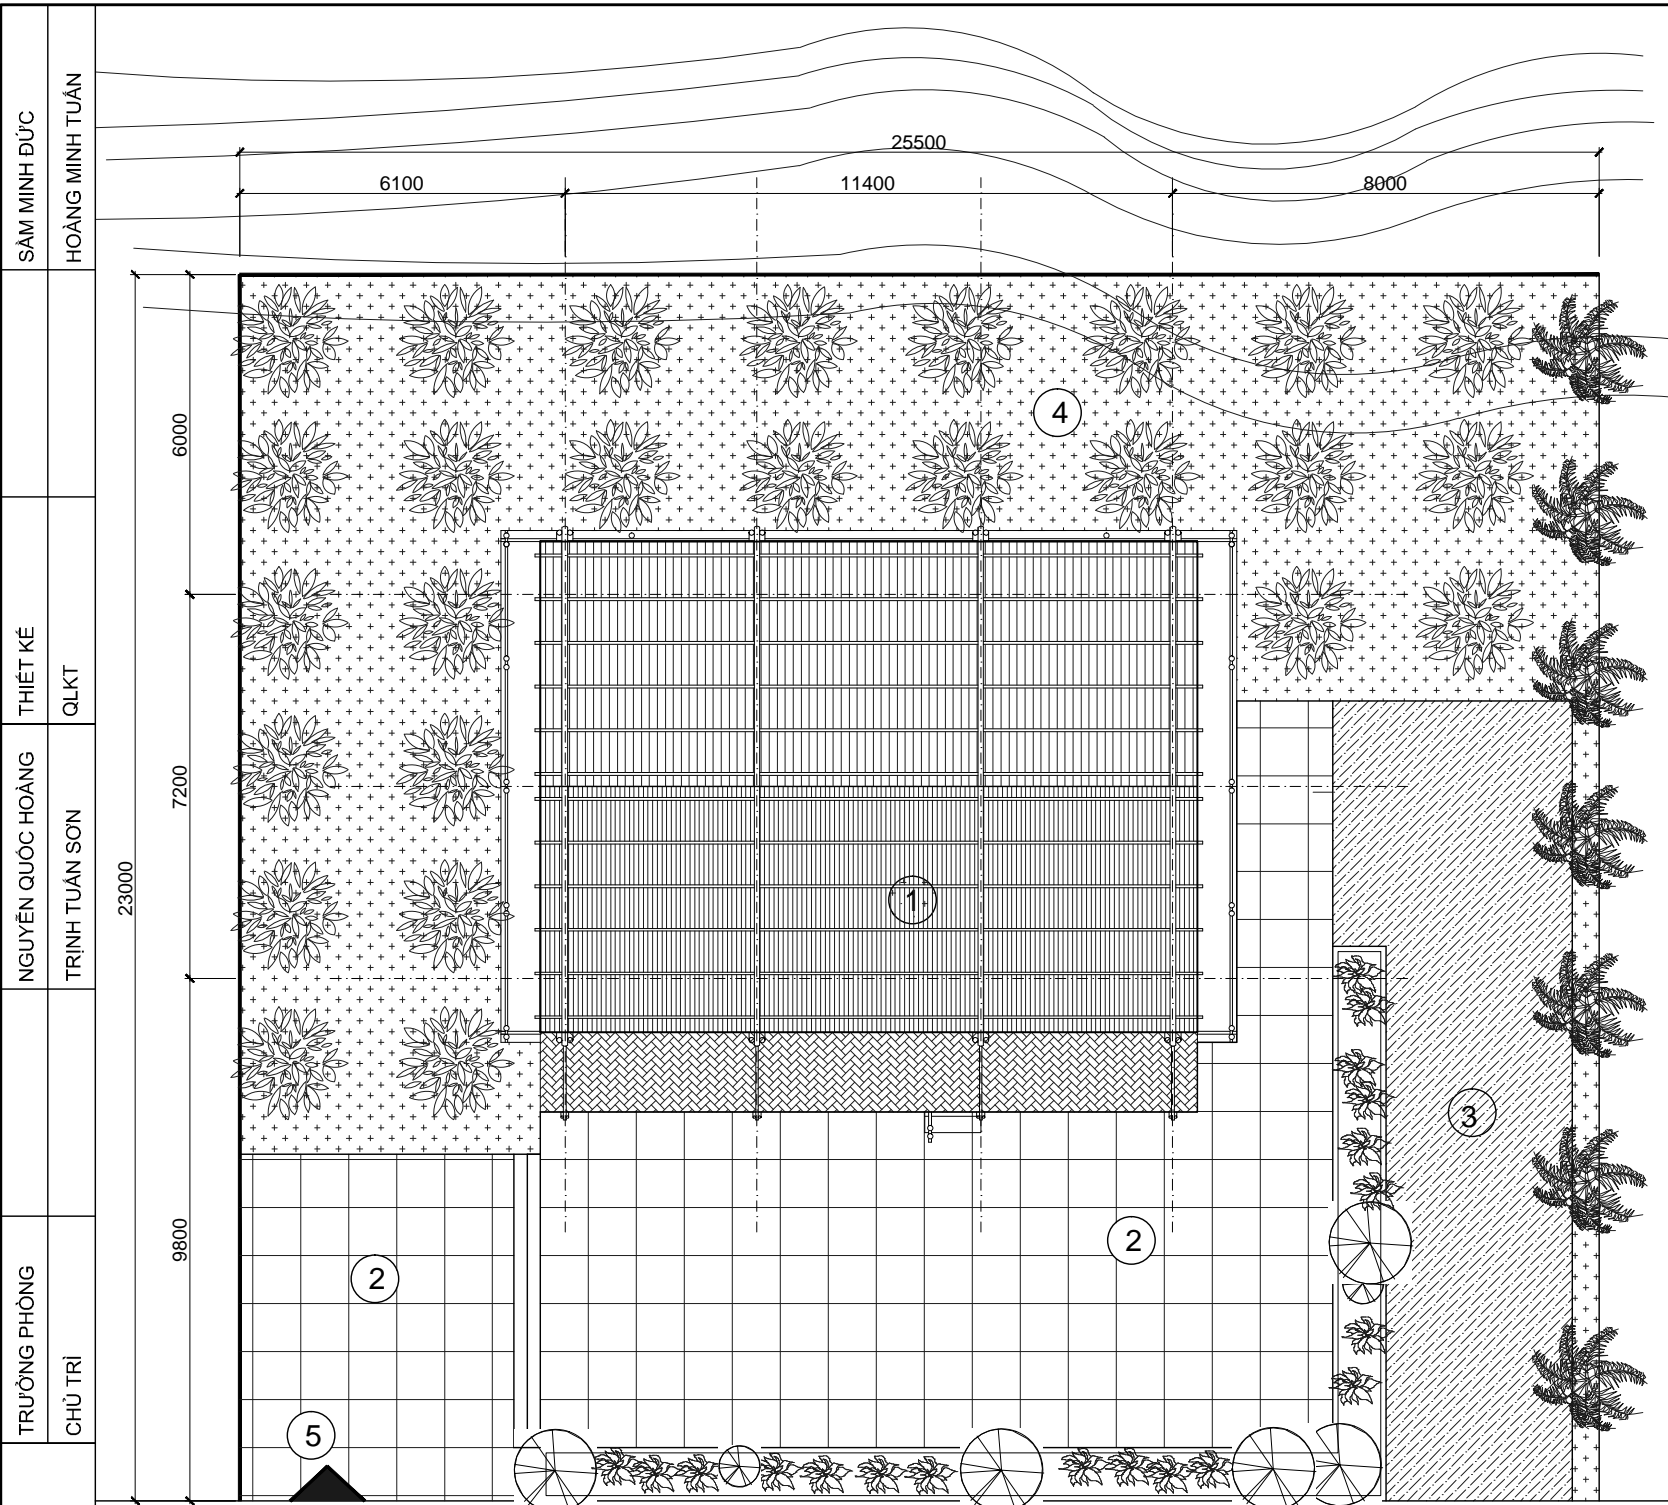 SẦM MINH ĐỨC
HOÀNG MINH TUẤN
THIẾT KẾ
QLKT
NGUYỄN QUỐC HOÀNG
TRỊNH TUẤN SƠN
TRƯỞNG PHÒNG
CHỦ TRÌ
25500
6100
11400
8000
6000
7200
23000
9800
4
1
3
2
2
5